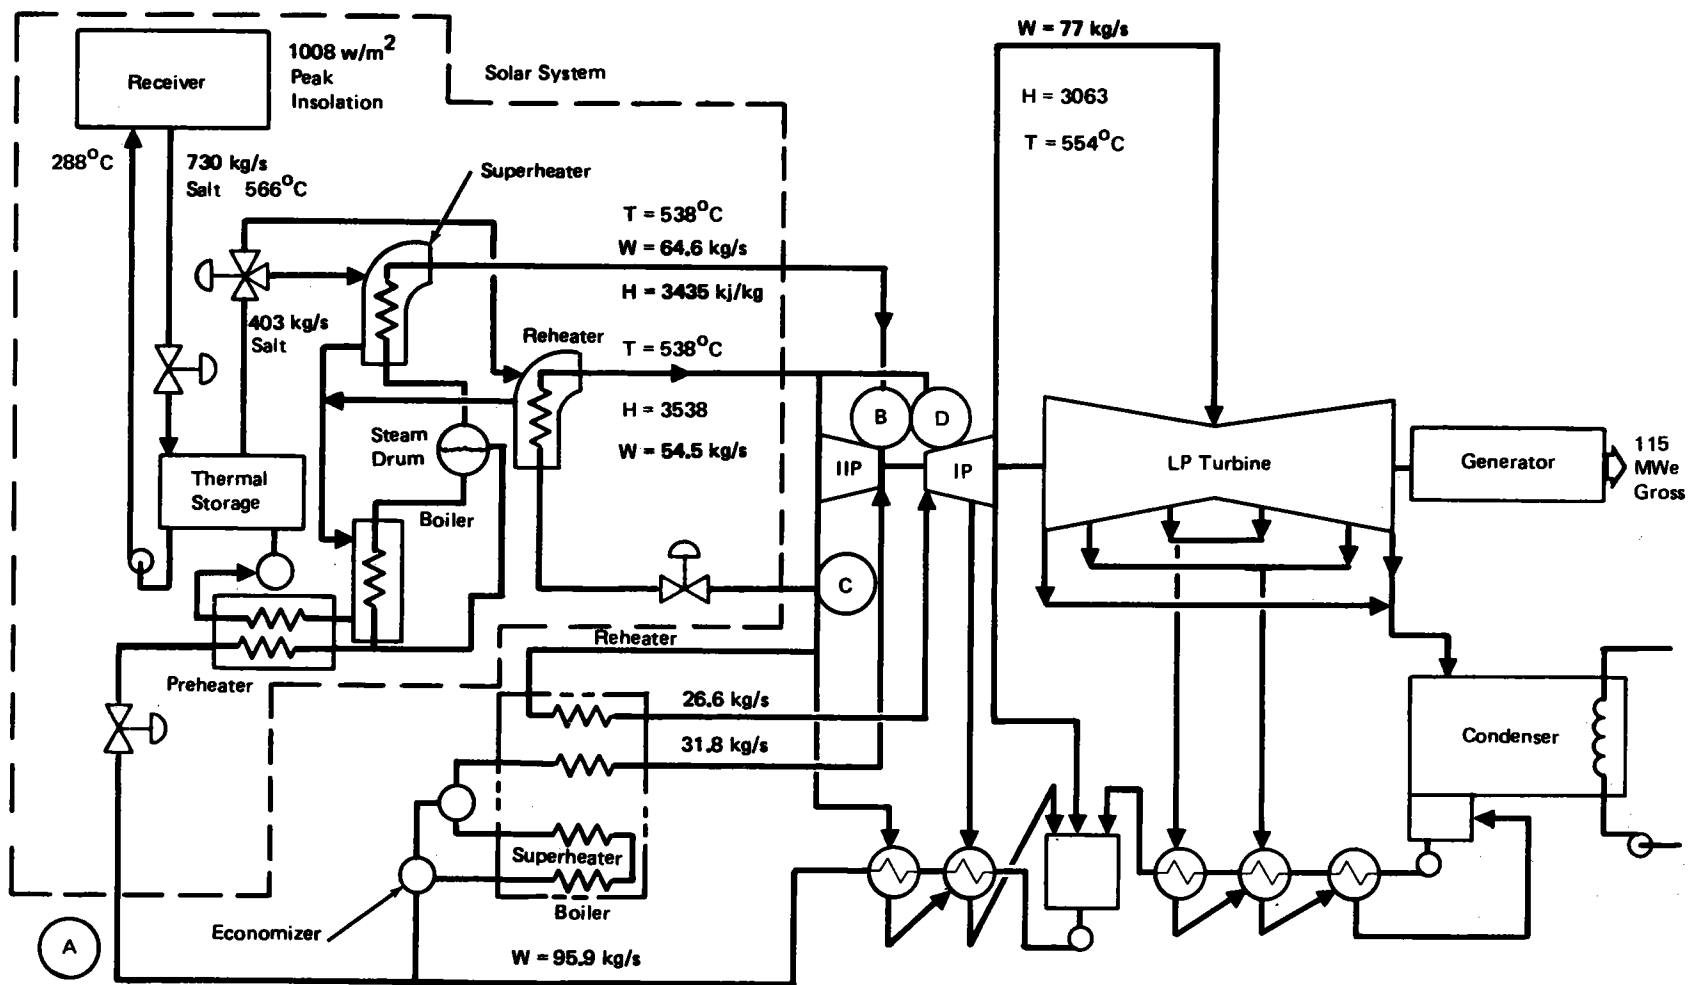 Receiver
1008 w/m²
Peak
Insolation
Solar System
288°C
730 kg/s
Salt 566°C
Superheater
403 kg/s
Salt
T = 538°C
W = 64.6 kg/s
H = 3435 kj/kg
Reheater
T = 538°C
H = 3538
W = 54.5 kg/s
W = 77 kg/s
H = 3063
T = 554°C
Steam
Drum
Thermal
Storage
Boiler
B
D
IIP
IP
C
LP Turbine
Generator
115
MWe
Gross
Preheater
Reheater
26.6 kg/s
31.8 kg/s
Superheater
Boiler
Economizer
A
W = 95.9 kg/s
Condenser